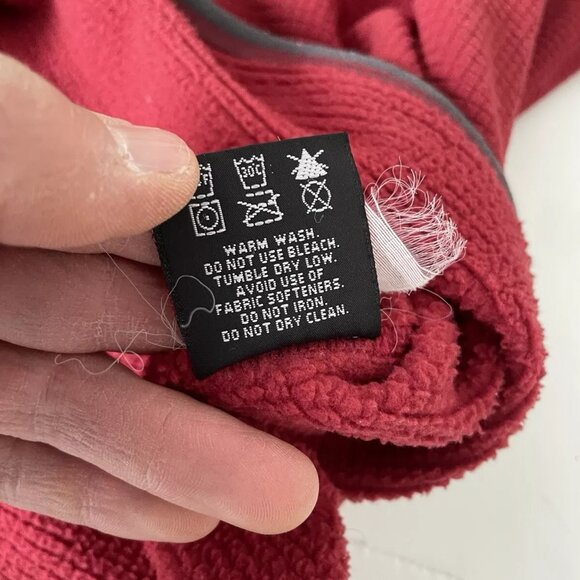 30C
WARM WASH.
DO NOT USE BLEACH.
TUMBLE DRY LOW.
AVOID USE OF
FABRIC SOFTENERS.
DO NOT IRON.
DO NOT DRY CLEAN.